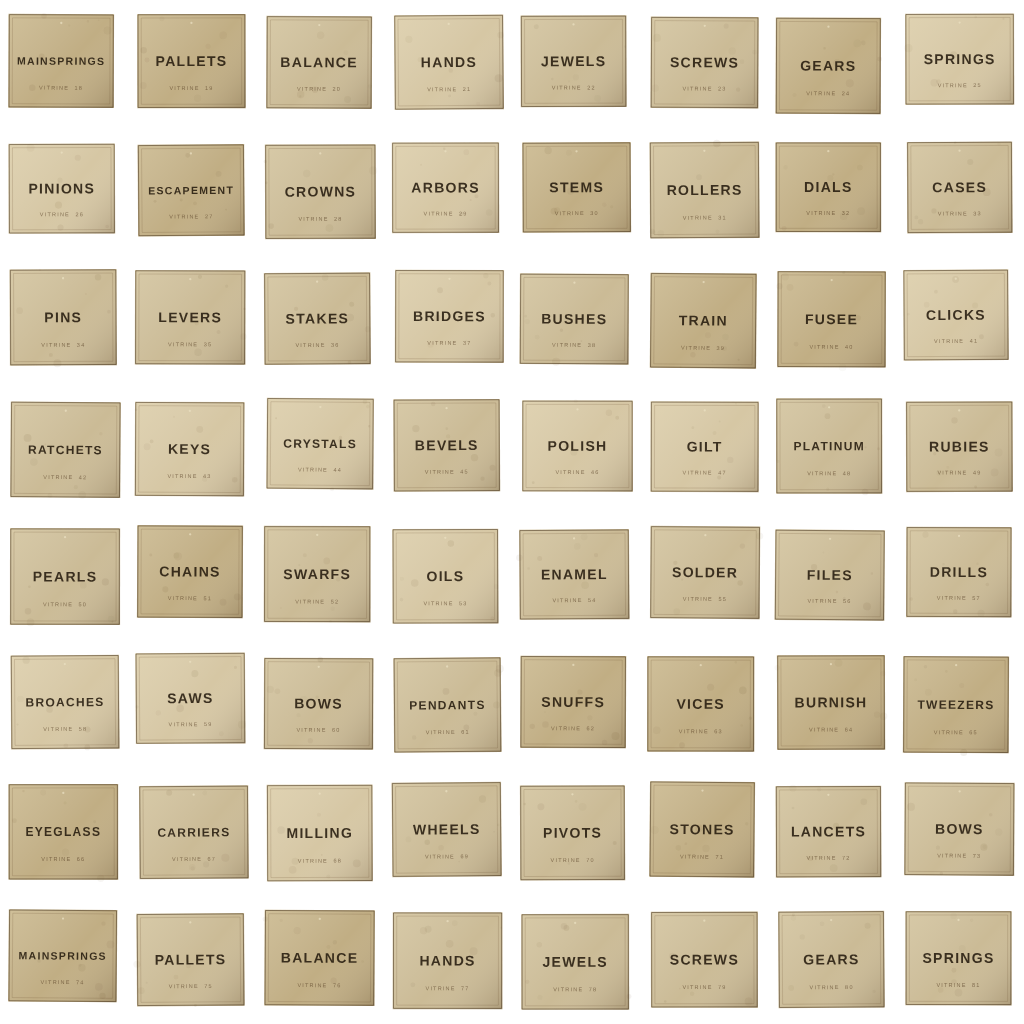 MAINSPRINGS
VITRINE 18
PALLETS
VITRINE 19
BALANCE
VITRINE 20
HANDS
VITRINE 21
JEWELS
VITRINE 22
SCREWS
VITRINE 23
GEARS
VITRINE 24
SPRINGS
VITRINE 25
PINIONS
VITRINE 26
ESCAPEMENT
VITRINE 27
CROWNS
VITRINE 28
ARBORS
VITRINE 29
STEMS
VITRINE 30
ROLLERS
VITRINE 31
DIALS
VITRINE 32
CASES
VITRINE 33
PINS
VITRINE 34
LEVERS
VITRINE 35
STAKES
VITRINE 36
BRIDGES
VITRINE 37
BUSHES
VITRINE 38
TRAIN
VITRINE 39
FUSEE
VITRINE 40
CLICKS
VITRINE 41
RATCHETS
VITRINE 42
KEYS
VITRINE 43
CRYSTALS
VITRINE 44
BEVELS
VITRINE 45
POLISH
VITRINE 46
GILT
VITRINE 47
PLATINUM
VITRINE 48
RUBIES
VITRINE 49
PEARLS
VITRINE 50
CHAINS
VITRINE 51
SWARFS
VITRINE 52
OILS
VITRINE 53
ENAMEL
VITRINE 54
SOLDER
VITRINE 55
FILES
VITRINE 56
DRILLS
VITRINE 57
BROACHES
VITRINE 58
SAWS
VITRINE 59
BOWS
VITRINE 60
PENDANTS
VITRINE 61
SNUFFS
VITRINE 62
VICES
VITRINE 63
BURNISH
VITRINE 64
TWEEZERS
VITRINE 65
EYEGLASS
VITRINE 66
CARRIERS
VITRINE 67
MILLING
VITRINE 68
WHEELS
VITRINE 69
PIVOTS
VITRINE 70
STONES
VITRINE 71
LANCETS
VITRINE 72
BOWS
VITRINE 73
MAINSPRINGS
VITRINE 74
PALLETS
VITRINE 75
BALANCE
VITRINE 76
HANDS
VITRINE 77
JEWELS
VITRINE 78
SCREWS
VITRINE 79
GEARS
VITRINE 80
SPRINGS
VITRINE 81